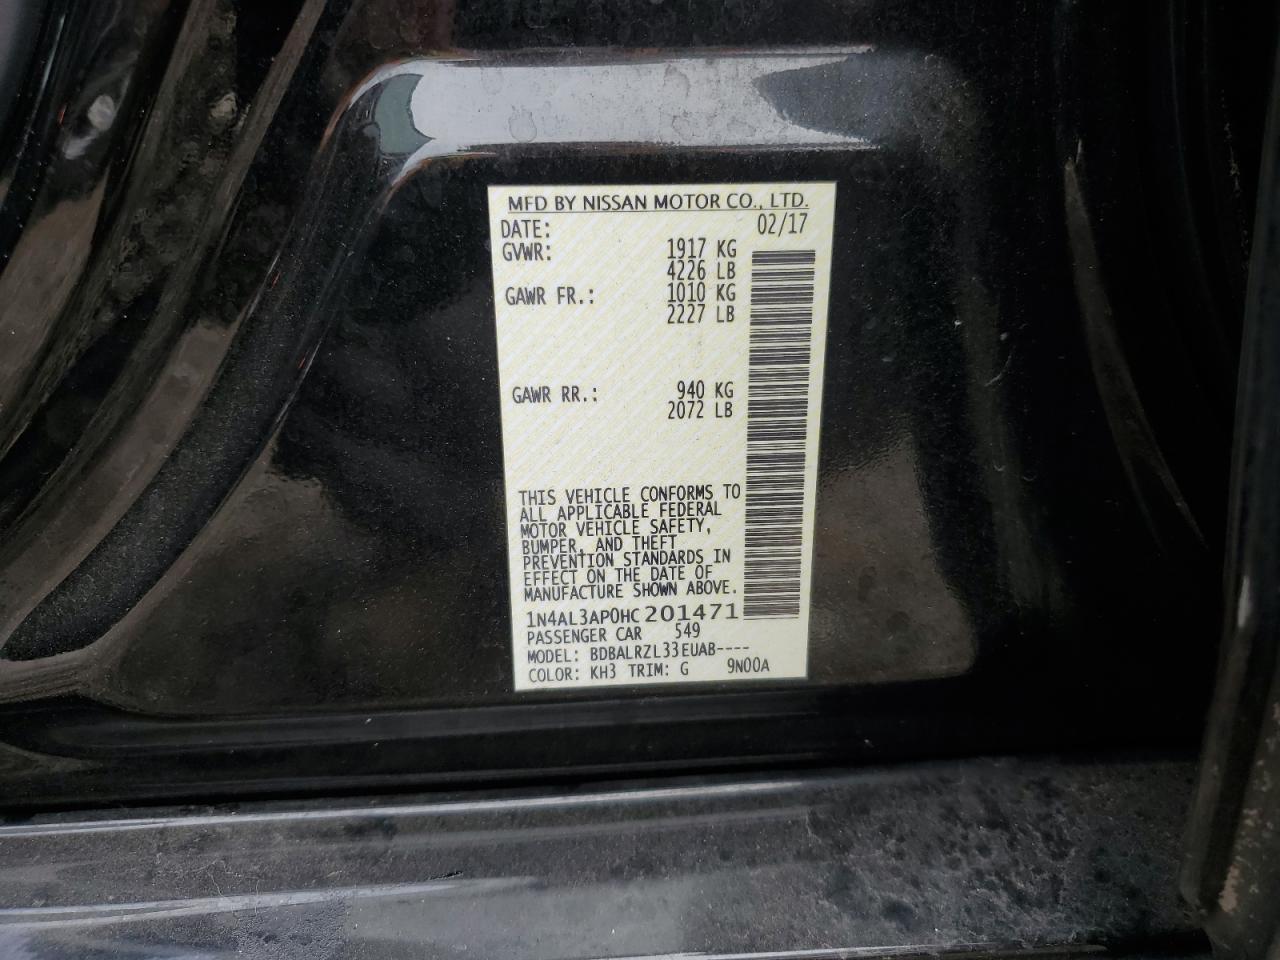 MFD BY NISSAN MOTOR CO., LTD.
DATE: 02/17
GVWR: 1917 KG
4226 LB
GAWR FR.: 1010 KG
2227 LB
GAWR RR.: 940 KG
2072 LB
THIS VEHICLE CONFORMS TO
ALL APPLICABLE FEDERAL
MOTOR VEHICLE SAFETY,
BUMPER, AND THEFT
PREVENTION STANDARDS IN
EFFECT ON THE DATE OF
MANUFACTURE SHOWN ABOVE.
1N4AL3AP0HC201471
PASSENGER CAR 549
MODEL: BDBALRZL33EUAB----
COLOR: KH3 TRIM: G 9N00A